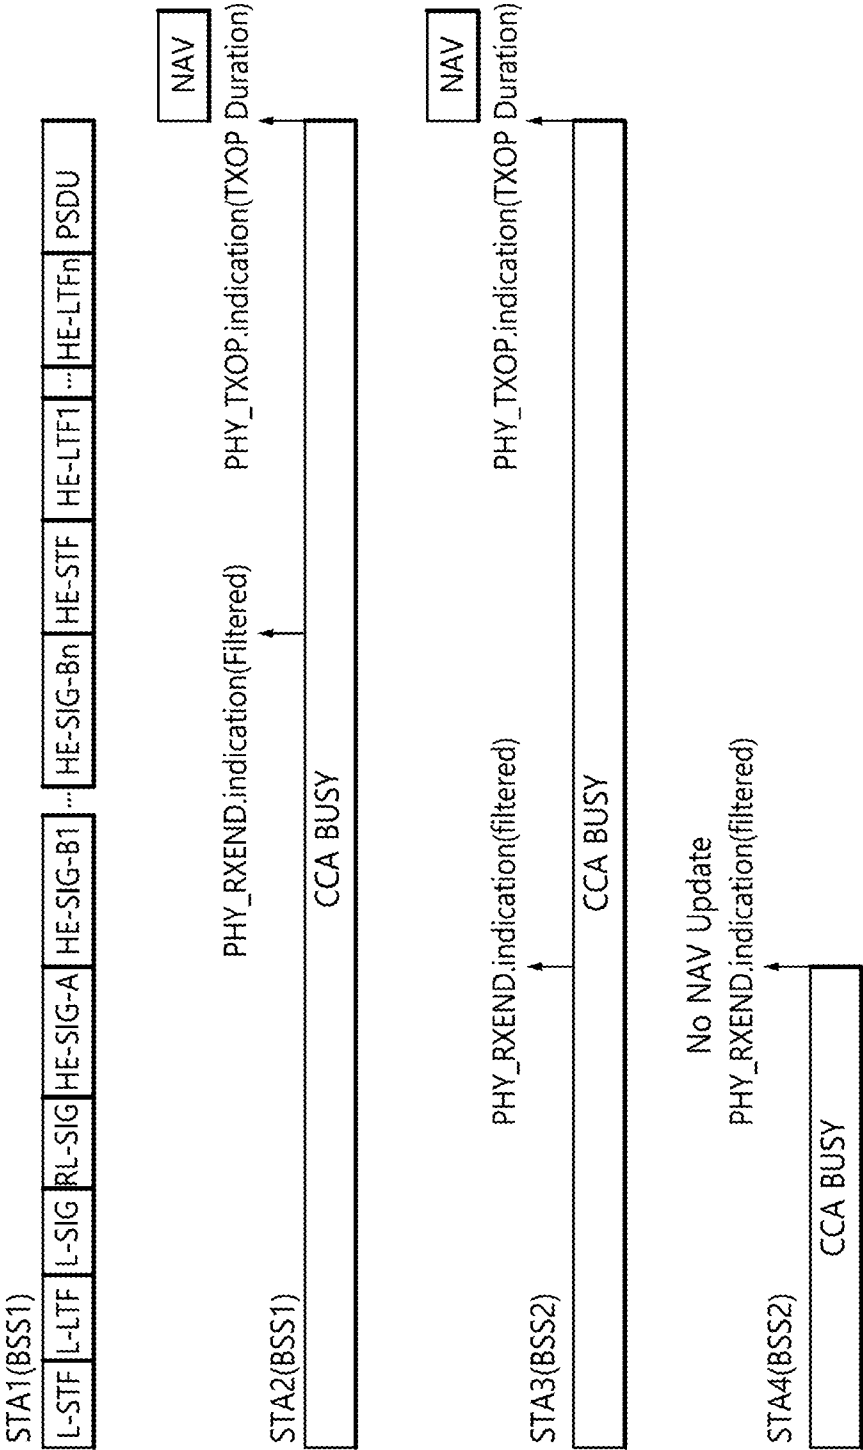 STA1(BSS1)
L-STF L-LTF L-SIG RL-SIG HE-SIG-A HE-SIG-B1 ... HE-SIG-Bn HE-STF HE-LTF1 ... HE-LTFn PSDU
NAV
PHY_RXEND.indication(Filtered) PHY_TXOP.indication(TXOP Duration)
STA2(BSS1)
CCA BUSY
NAV
PHY_RXEND.indication(filtered) PHY_TXOP.indication(TXOP Duration)
STA3(BSS2)
CCA BUSY
No NAV Update
PHY_RXEND.indication(filtered)
STA4(BSS2)
CCA BUSY